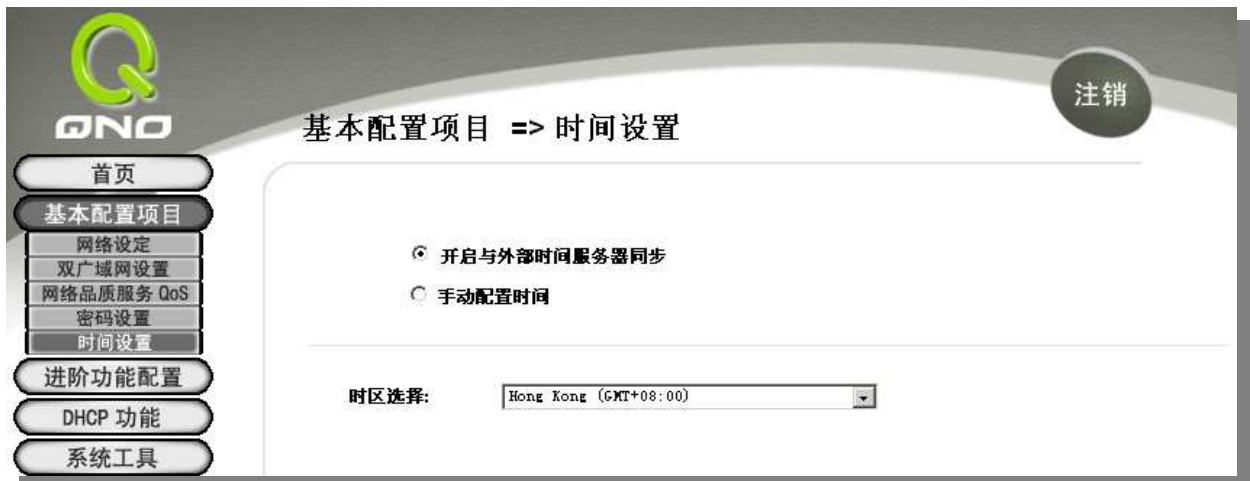 QNO
注销
基本配置项目 => 时间设置
首页
基本配置项目
网络设定
双广域网设置
网络品质服务 QoS
密码设置
时间设置
进阶功能配置
DHCP 功能
系统工具
开启与外部时间服务器同步
手动配置时间
时区选择:
Hong Kong (GMT+08:00)